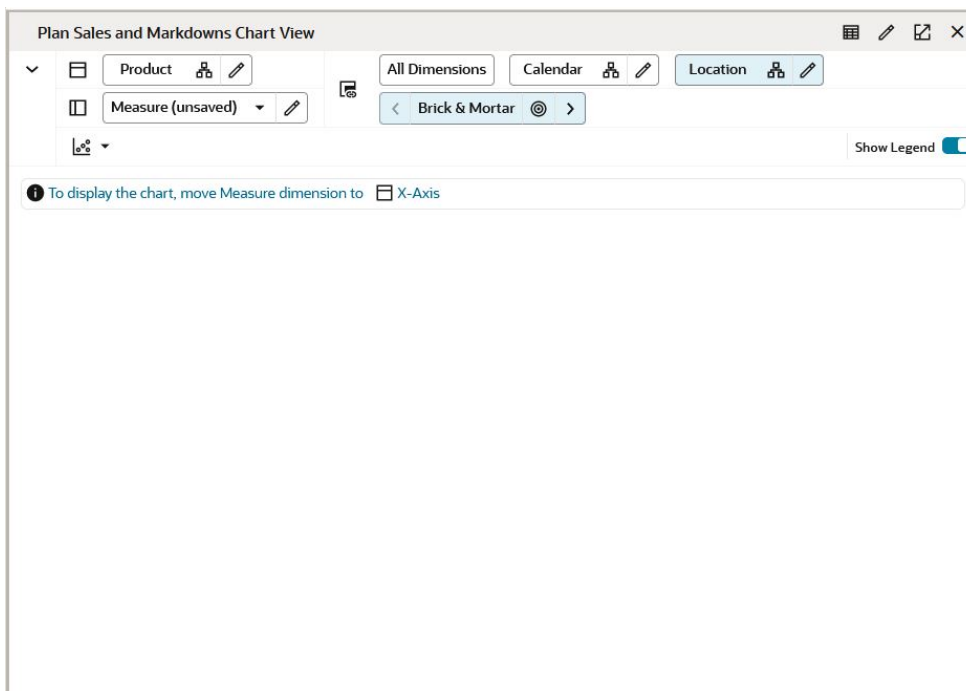 Plan Sales and Markdowns Chart View
Product
All Dimensions
Calendar
Location
Measure (unsaved)
Brick & Mortar
Show Legend
To display the chart, move Measure dimension to X-Axis